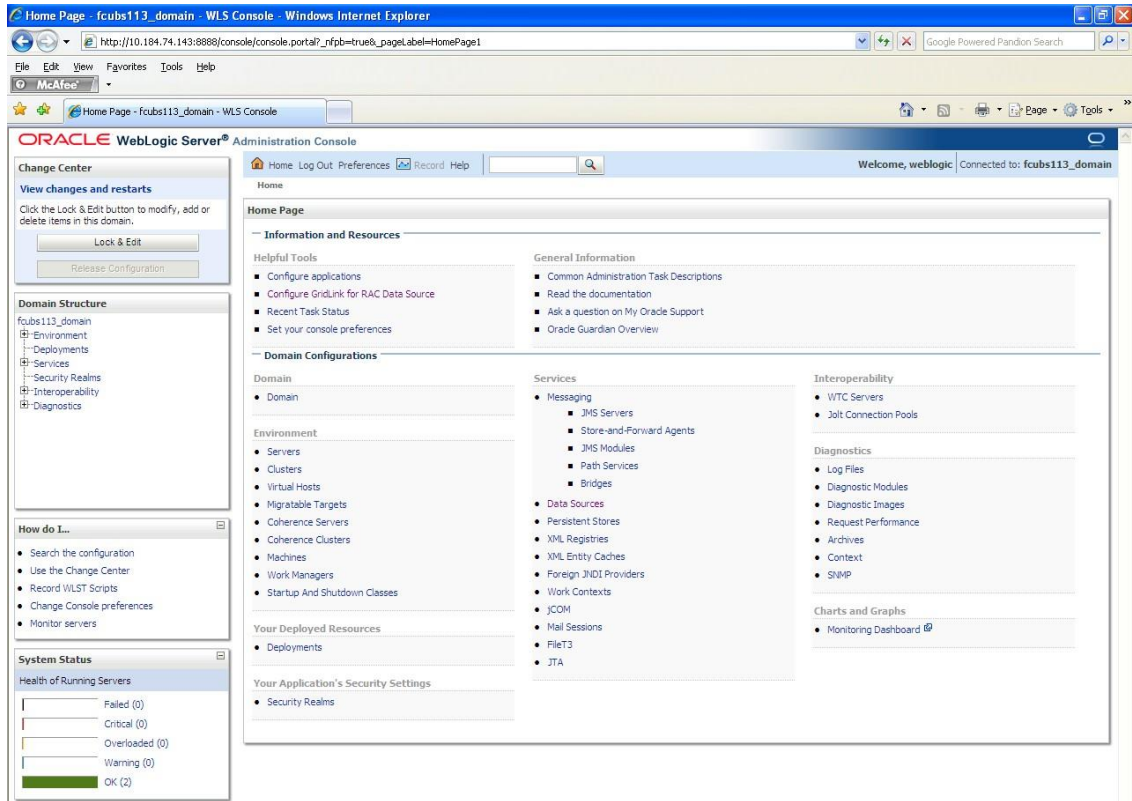 Home Page - fcubs113_domain - WLS Console - Windows Internet Explorer
http://10.184.74.143:8888/console/console.portal?_nfpb=true&_pageLabel=HomePage1
Google Powered Pandion Search
File Edit View Favorites Tools Help
McAfee
Home Page - fcubs113_domain - WLS Console
Page Tools
ORACLE WebLogic Server® Administration Console
Change Center
View changes and restarts
Click the Lock & Edit button to modify, add or
delete items in this domain.
Lock & Edit
Release Configuration
Domain Structure
fcubs113_domain
Environment
Deployments
Services
Security Realms
Interoperability
Diagnostics
How do I...
Search the configuration
Use the Change Center
Record WLST Scripts
Change Console preferences
Monitor servers
System Status
Health of Running Servers
Failed (0)
Critical (0)
Overloaded (0)
Warning (0)
OK (2)
Home Log Out Preferences Record Help
Welcome, weblogic Connected to: fcubs113_domain
Home
Home Page
Information and Resources
Helpful Tools
Configure applications
Configure GridLink for RAC Data Source
Recent Task Status
Set your console preferences
General Information
Common Administration Task Descriptions
Read the documentation
Ask a question on My Oracle Support
Oracle Guardian Overview
Domain Configurations
Domain
Domain
Environment
Servers
Clusters
Virtual Hosts
Migratable Targets
Coherence Servers
Coherence Clusters
Machines
Work Managers
Startup And Shutdown Classes
Your Deployed Resources
Deployments
Your Application's Security Settings
Security Realms
Services
Messaging
JMS Servers
Store-and-Forward Agents
JMS Modules
Path Services
Bridges
Data Sources
Persistent Stores
XML Registries
XML Entity Caches
Foreign JNDI Providers
Work Contexts
jCOM
Mail Sessions
FileT3
JTA
Interoperability
WTC Servers
Jolt Connection Pools
Diagnostics
Log Files
Diagnostic Modules
Diagnostic Images
Request Performance
Archives
Context
SNMP
Charts and Graphs
Monitoring Dashboard